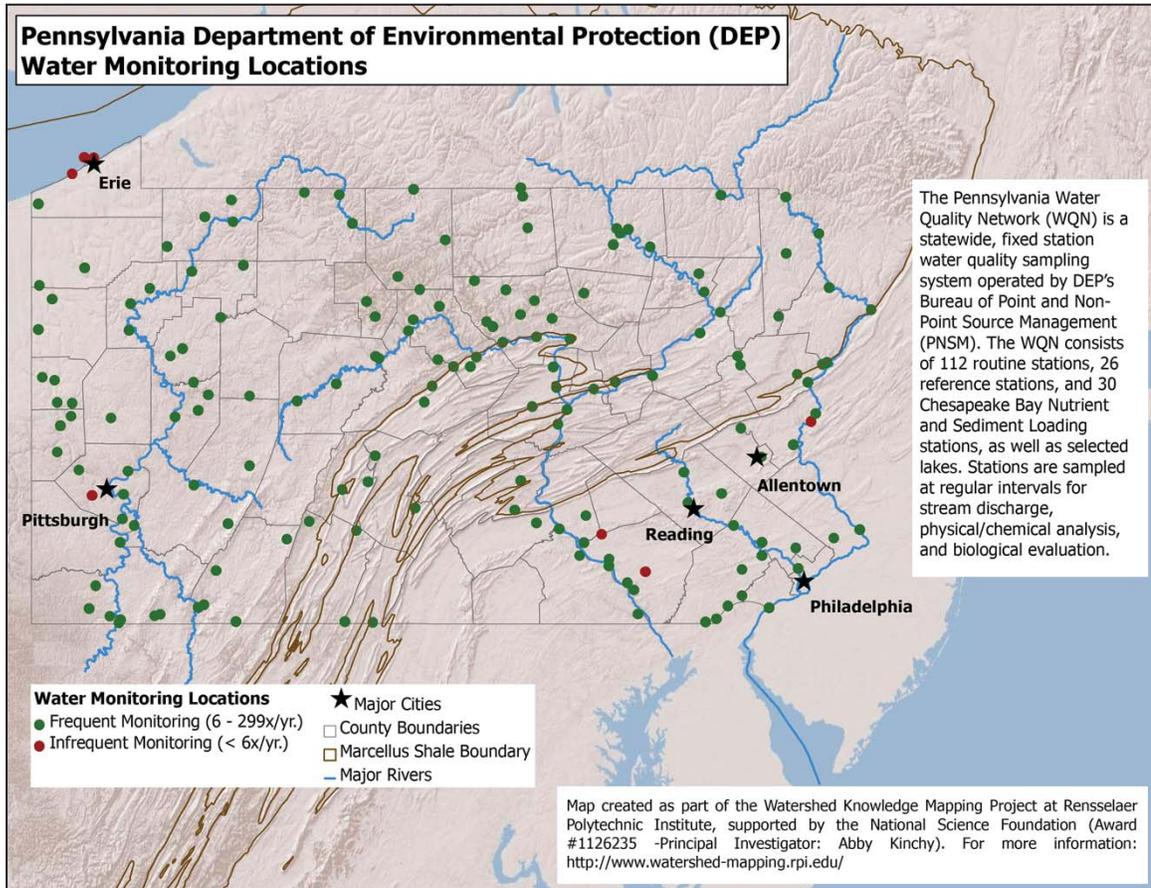 Pennsylvania Department of Environmental Protection (DEP)
Water Monitoring Locations
Erie
The Pennsylvania Water
Quality Network (WQN) is a
statewide, fixed station
water quality sampling
system operated by DEP's
Bureau of Point and Non-
Point Source Management
(PNSM). The WQN consists
of 112 routine stations, 26
reference stations, and 30
Chesapeake Bay Nutrient
and Sediment Loading
stations, as well as selected
lakes. Stations are sampled
at regular intervals for
stream discharge,
physical/chemical analysis,
and biological evaluation.
Allentown
Pittsburgh
Reading
Philadelphia
Water Monitoring Locations
Frequent Monitoring (6 - 299x/yr.)
Infrequent Monitoring (< 6x/yr.)
Major Cities
County Boundaries
Marcellus Shale Boundary
Major Rivers
Map created as part of the Watershed Knowledge Mapping Project at Rensselaer
Polytechnic Institute, supported by the National Science Foundation (Award
#1126235 -Principal Investigator: Abby Kinchy). For more information:
http://www.watershed-mapping.rpi.edu/